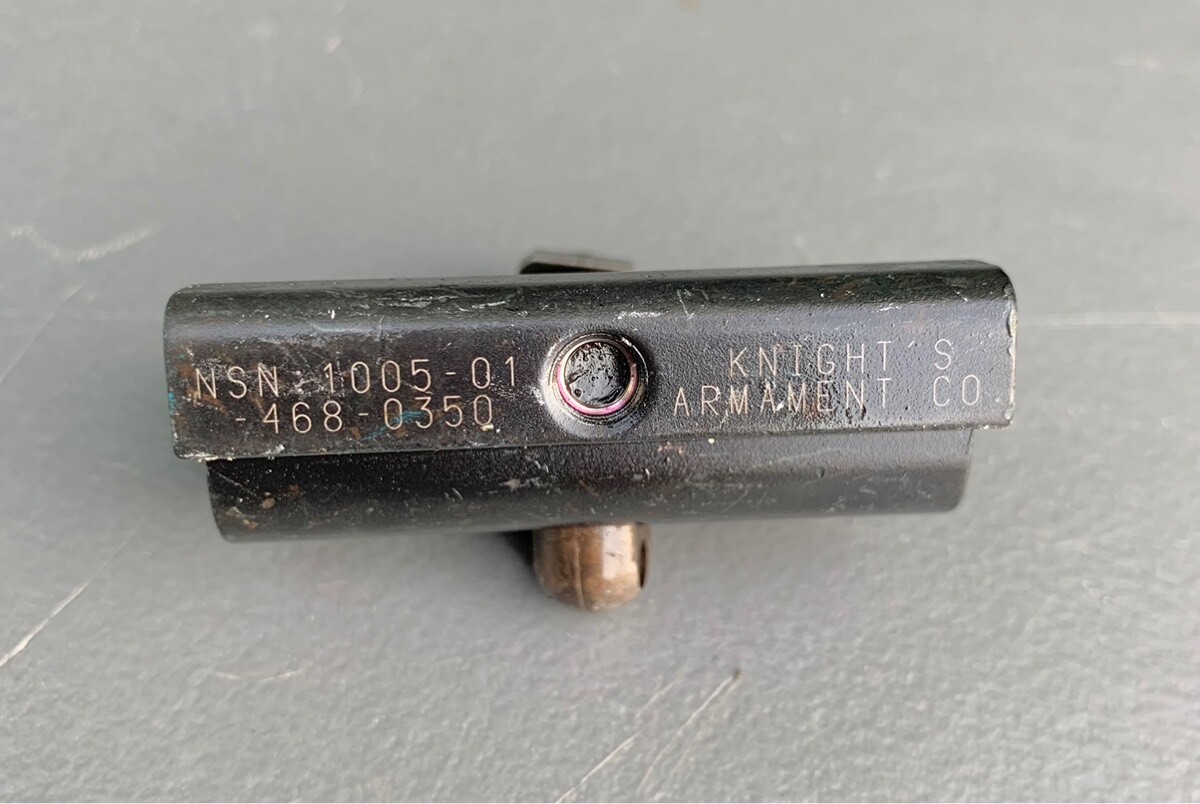 NSN:1005-01
-468-0350
KNIGHT'S
ARMAMENT CO.